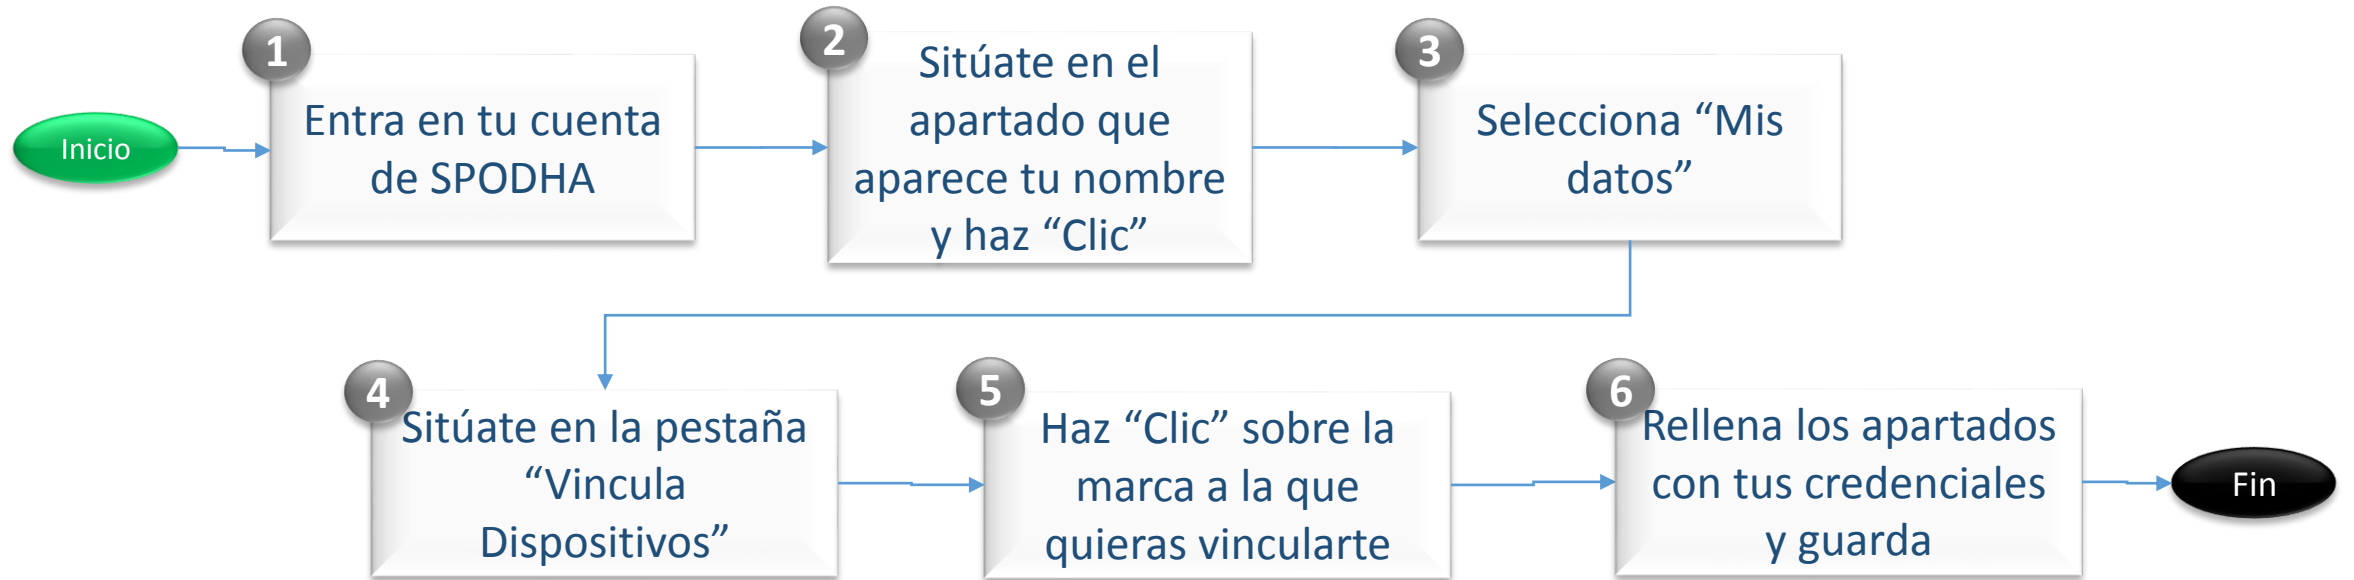 Inicio
1
Entra en tu cuenta
de SPODHA
2
Sitúate en el
apartado que
aparece tu nombre
y haz “Clic”
3
Selecciona “Mis
datos”
4
Sitúate en la pestaña
“Vincula
Dispositivos”
5
Haz “Clic” sobre la
marca a la que
quieras vincularte
6
Rellena los apartados
con tus credenciales
y guarda
Fin